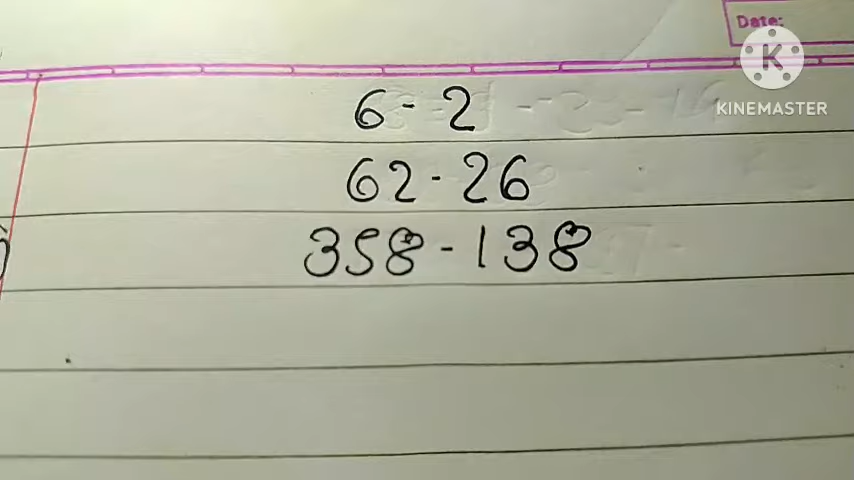 Date:
KINEMASTER
6 - 2
62 - 26
358 - 138